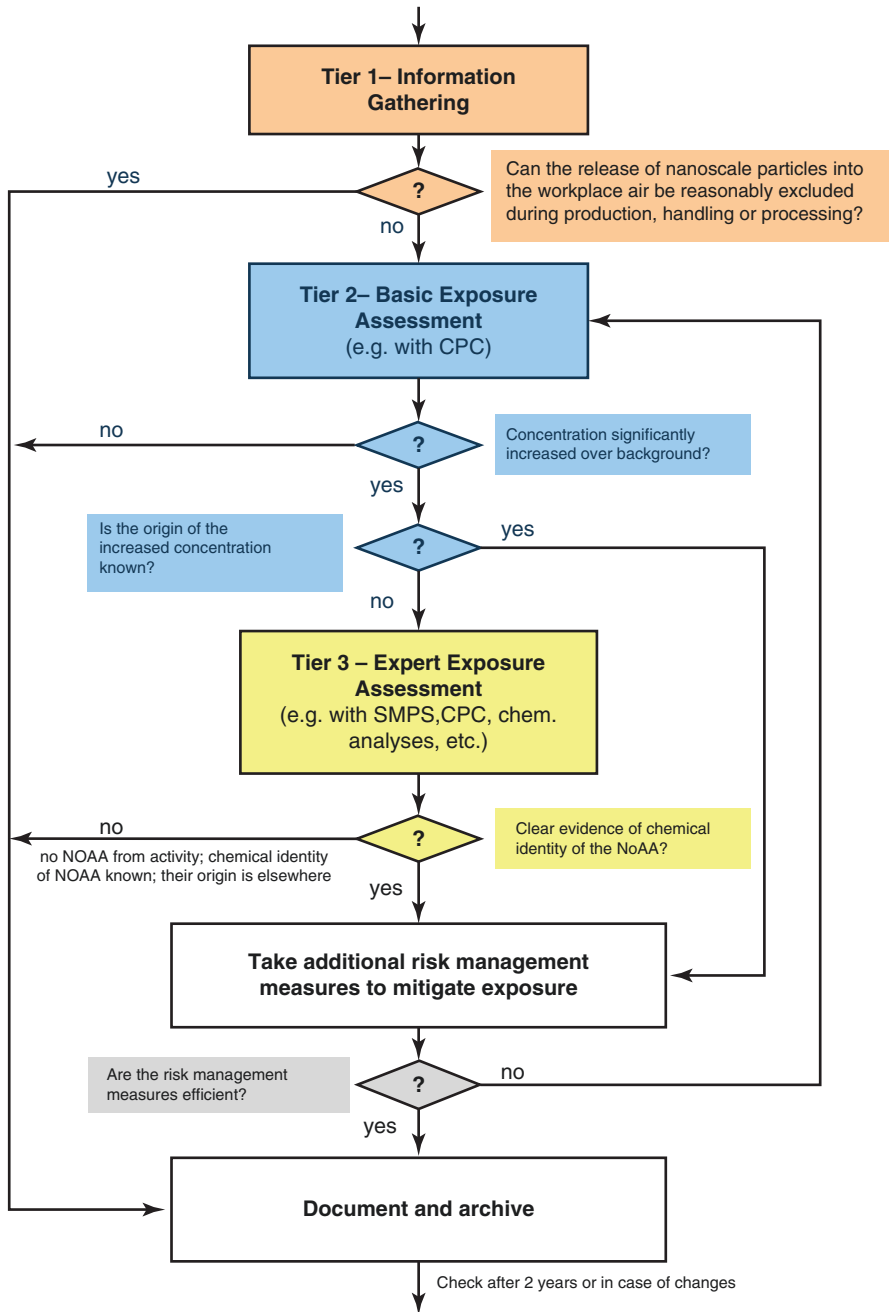 Tier 1– Information
Gathering
yes
?
Can the release of nanoscale particles into
the workplace air be reasonably excluded
during production, handling or processing?
no
Tier 2– Basic Exposure
Assessment
(e.g. with CPC)
no
?
Concentration significantly
increased over background?
yes
Is the origin of the
increased concentration
known?
?
yes
no
Tier 3 – Expert Exposure
Assessment
(e.g. with SMPS,CPC, chem.
analyses, etc.)
no
?
Clear evidence of chemical
identity of the NoAA?
no NOAA from activity; chemical identity
of NOAA known; their origin is elsewhere
yes
Take additional risk management
measures to mitigate exposure
Are the risk management
measures efficient?
?
no
yes
Document and archive
Check after 2 years or in case of changes